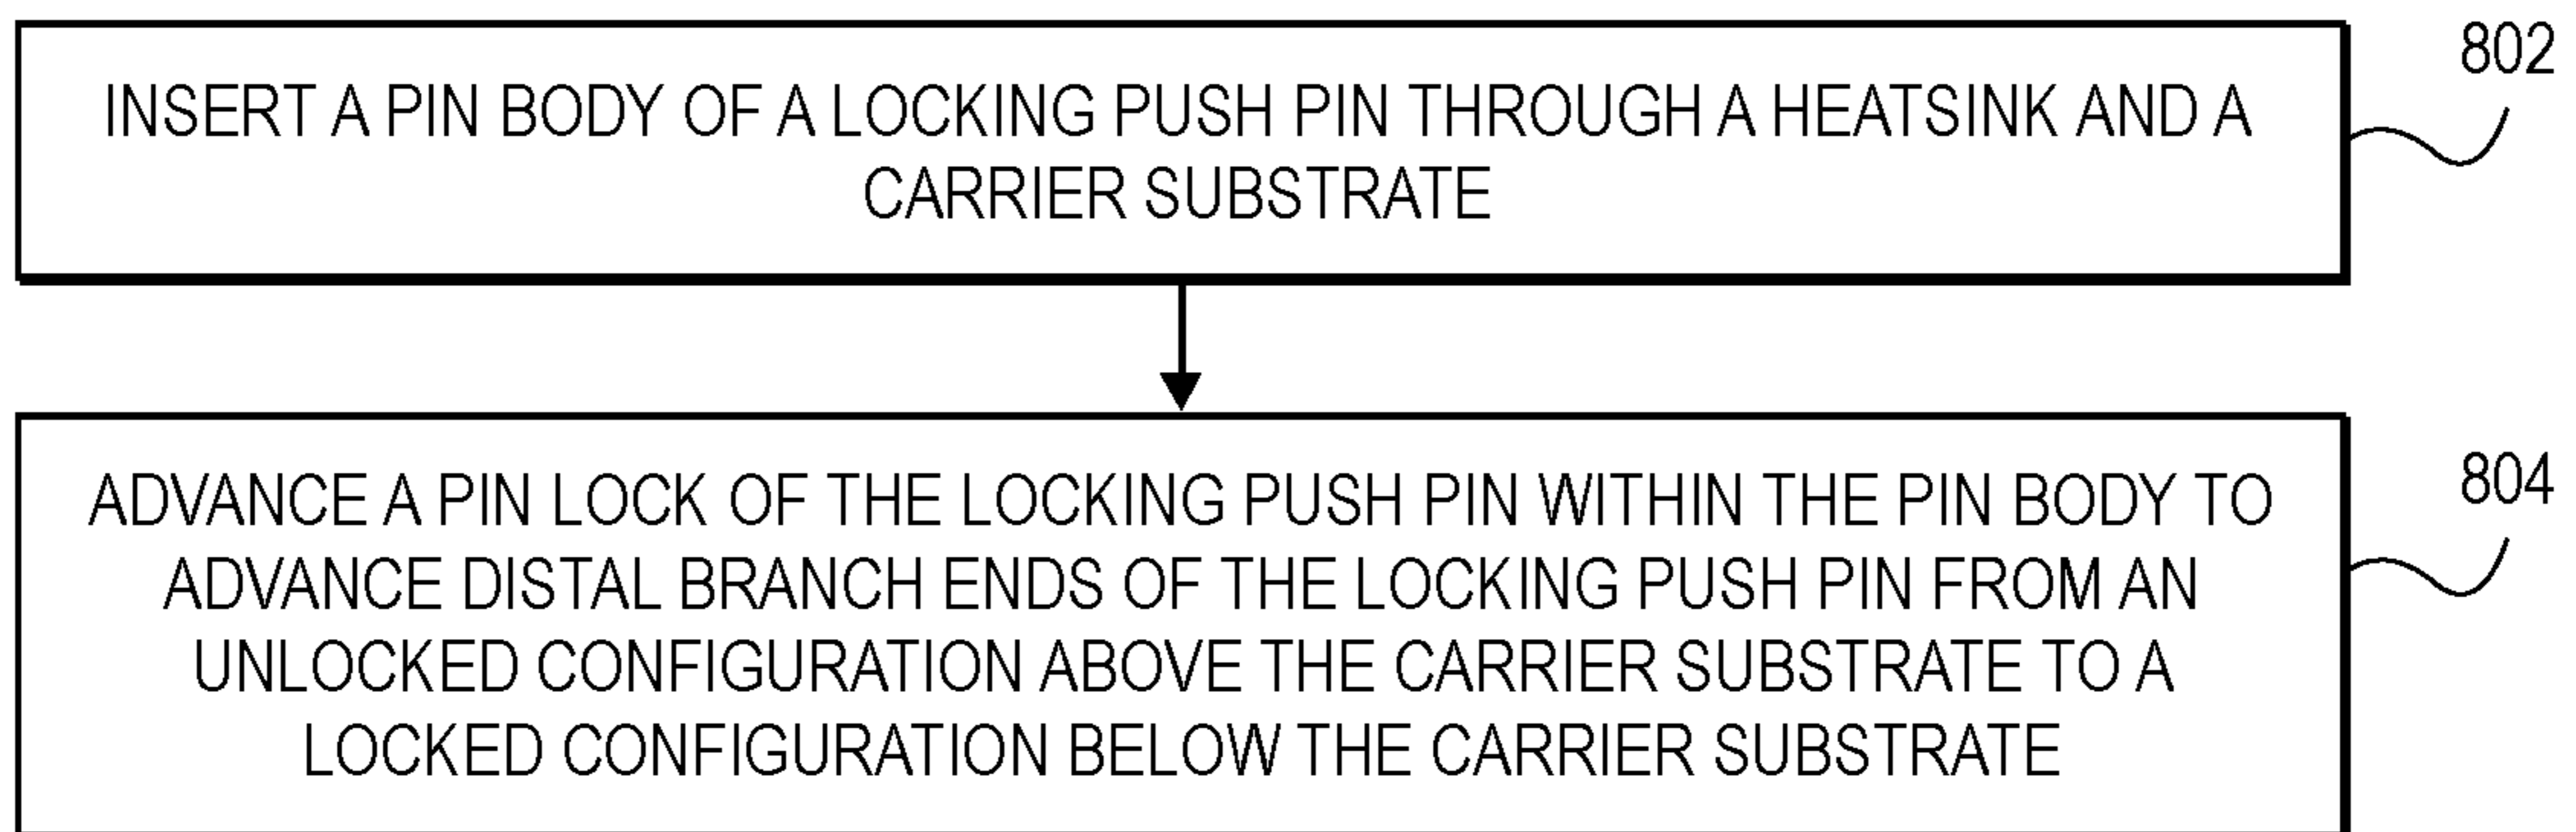 INSERT A PIN BODY OF A LOCKING PUSH PIN THROUGH A HEATSINK AND A
CARRIER SUBSTRATE
802
ADVANCE A PIN LOCK OF THE LOCKING PUSH PIN WITHIN THE PIN BODY TO
ADVANCE DISTAL BRANCH ENDS OF THE LOCKING PUSH PIN FROM AN
UNLOCKED CONFIGURATION ABOVE THE CARRIER SUBSTRATE TO A
LOCKED CONFIGURATION BELOW THE CARRIER SUBSTRATE
804